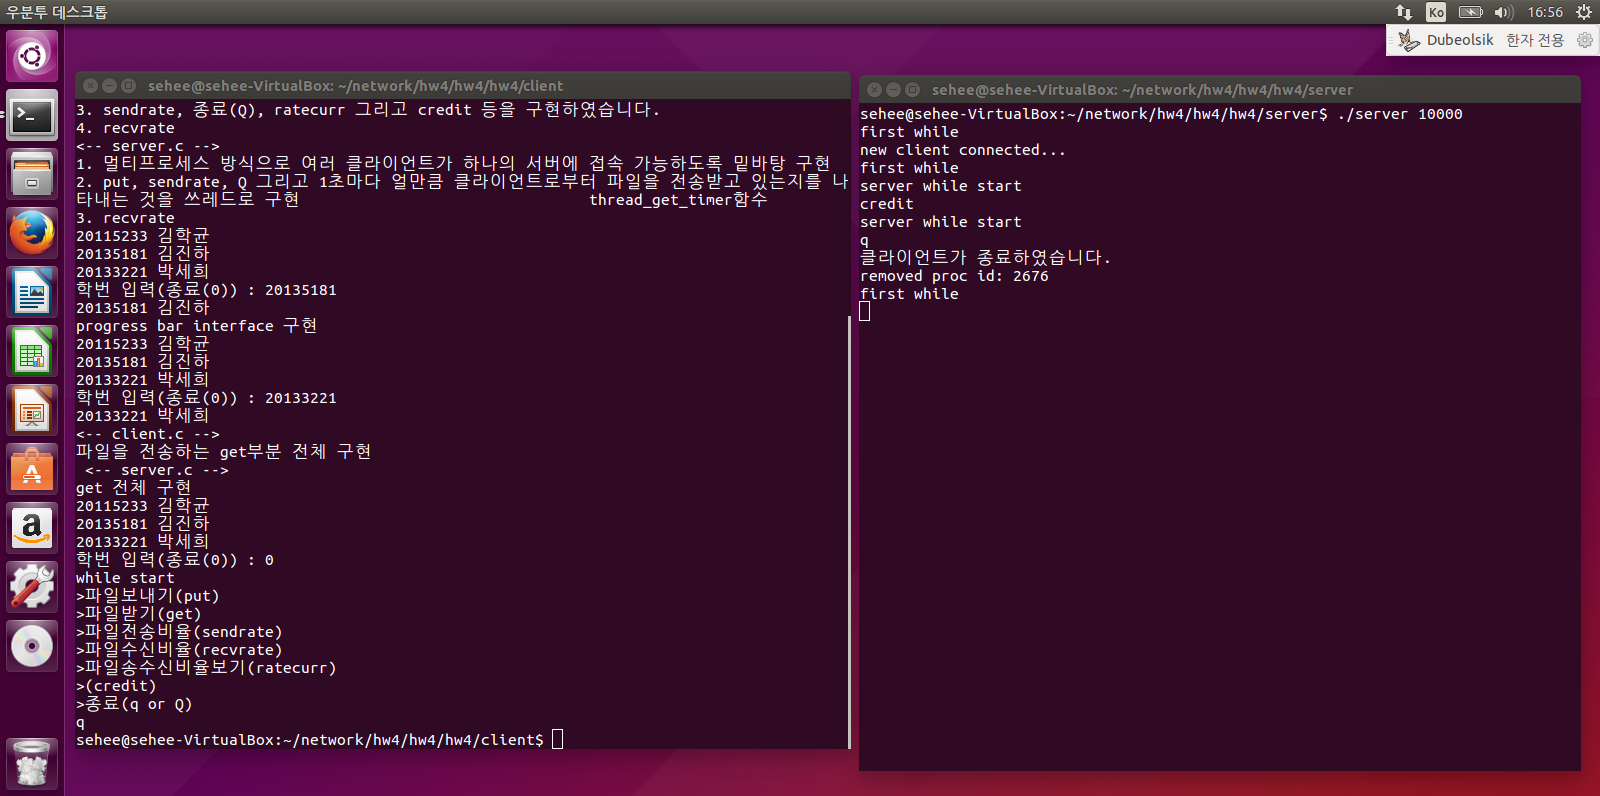 우분투 데스크톱
Ko
16:56
Dubeolsik 한자 전용
sehee@sehee-VirtualBox: ~/network/hw4/hw4/hw4/client
3. sendrate, 종료(Q), ratecurr 그리고 credit 등을 구현하였습니다.
4. recvrate
<-- server.c -->
1. 멀티프로세스 방식으로 여러 클라이언트가 하나의 서버에 접속 가능하도록 밑바탕 구현
2. put, sendrate, Q 그리고 1초마다 얼만큼 클라이언트로부터 파일을 전송받고 있는지를 나
타내는 것을 쓰레드로 구현 thread_get_timer함수
3. recvrate
20115233 김학균
20135181 김진하
20133221 박세희
학번 입력(종료(0)) : 20135181
20135181 김진하
progress bar interface 구현
20115233 김학균
20135181 김진하
20133221 박세희
학번 입력(종료(0)) : 20133221
20133221 박세희
<-- client.c -->
파일을 전송하는 get부분 전체 구현
<-- server.c -->
get 전체 구현
20115233 김학균
20135181 김진하
20133221 박세희
학번 입력(종료(0)) : 0
while start
>파일보내기(put)
>파일받기(get)
>파일전송비율(sendrate)
>파일수신비율(recvrate)
>파일송수신비율보기(ratecurr)
>(credit)
>종료(q or Q)
q
sehee@sehee-VirtualBox:~/network/hw4/hw4/hw4/client$
sehee@sehee-VirtualBox: ~/network/hw4/hw4/hw4/server
sehee@sehee-VirtualBox:~/network/hw4/hw4/hw4/server$ ./server 10000
first while
new client connected...
first while
server while start
credit
server while start
q
클라이언트가 종료하였습니다.
removed proc id: 2676
first while